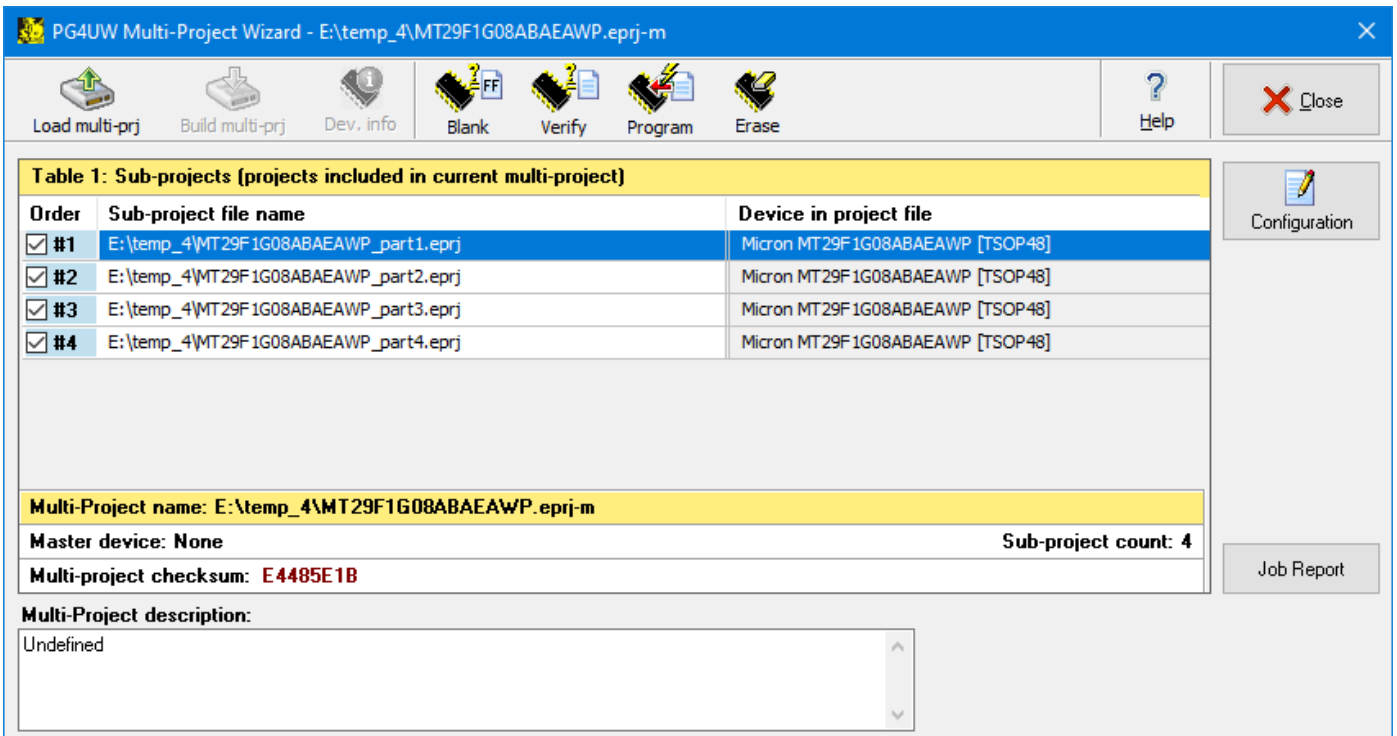 PG4UW Multi-Project Wizard - E:\temp_4\MT29F1G08ABAEAWP.eprj-m
Load multi-prj Build multi-prj Dev. info Blank Verify Program Erase Help Close
FF
Table 1: Sub-projects (projects included in current multi-project)
Configuration
Order Sub-project file name Device in project file
#1 E:\temp_4\MT29F1G08ABAEAWP_part1.eprj Micron MT29F1G08ABAEAWP [TSOP48]
#2 E:\temp_4\MT29F1G08ABAEAWP_part2.eprj Micron MT29F1G08ABAEAWP [TSOP48]
#3 E:\temp_4\MT29F1G08ABAEAWP_part3.eprj Micron MT29F1G08ABAEAWP [TSOP48]
#4 E:\temp_4\MT29F1G08ABAEAWP_part4.eprj Micron MT29F1G08ABAEAWP [TSOP48]
Multi-Project name: E:\temp_4\MT29F1G08ABAEAWP.eprj-m
Master device: None Sub-project count: 4
Multi-project checksum: E4485E1B
Job Report
Multi-Project description:
Undefined